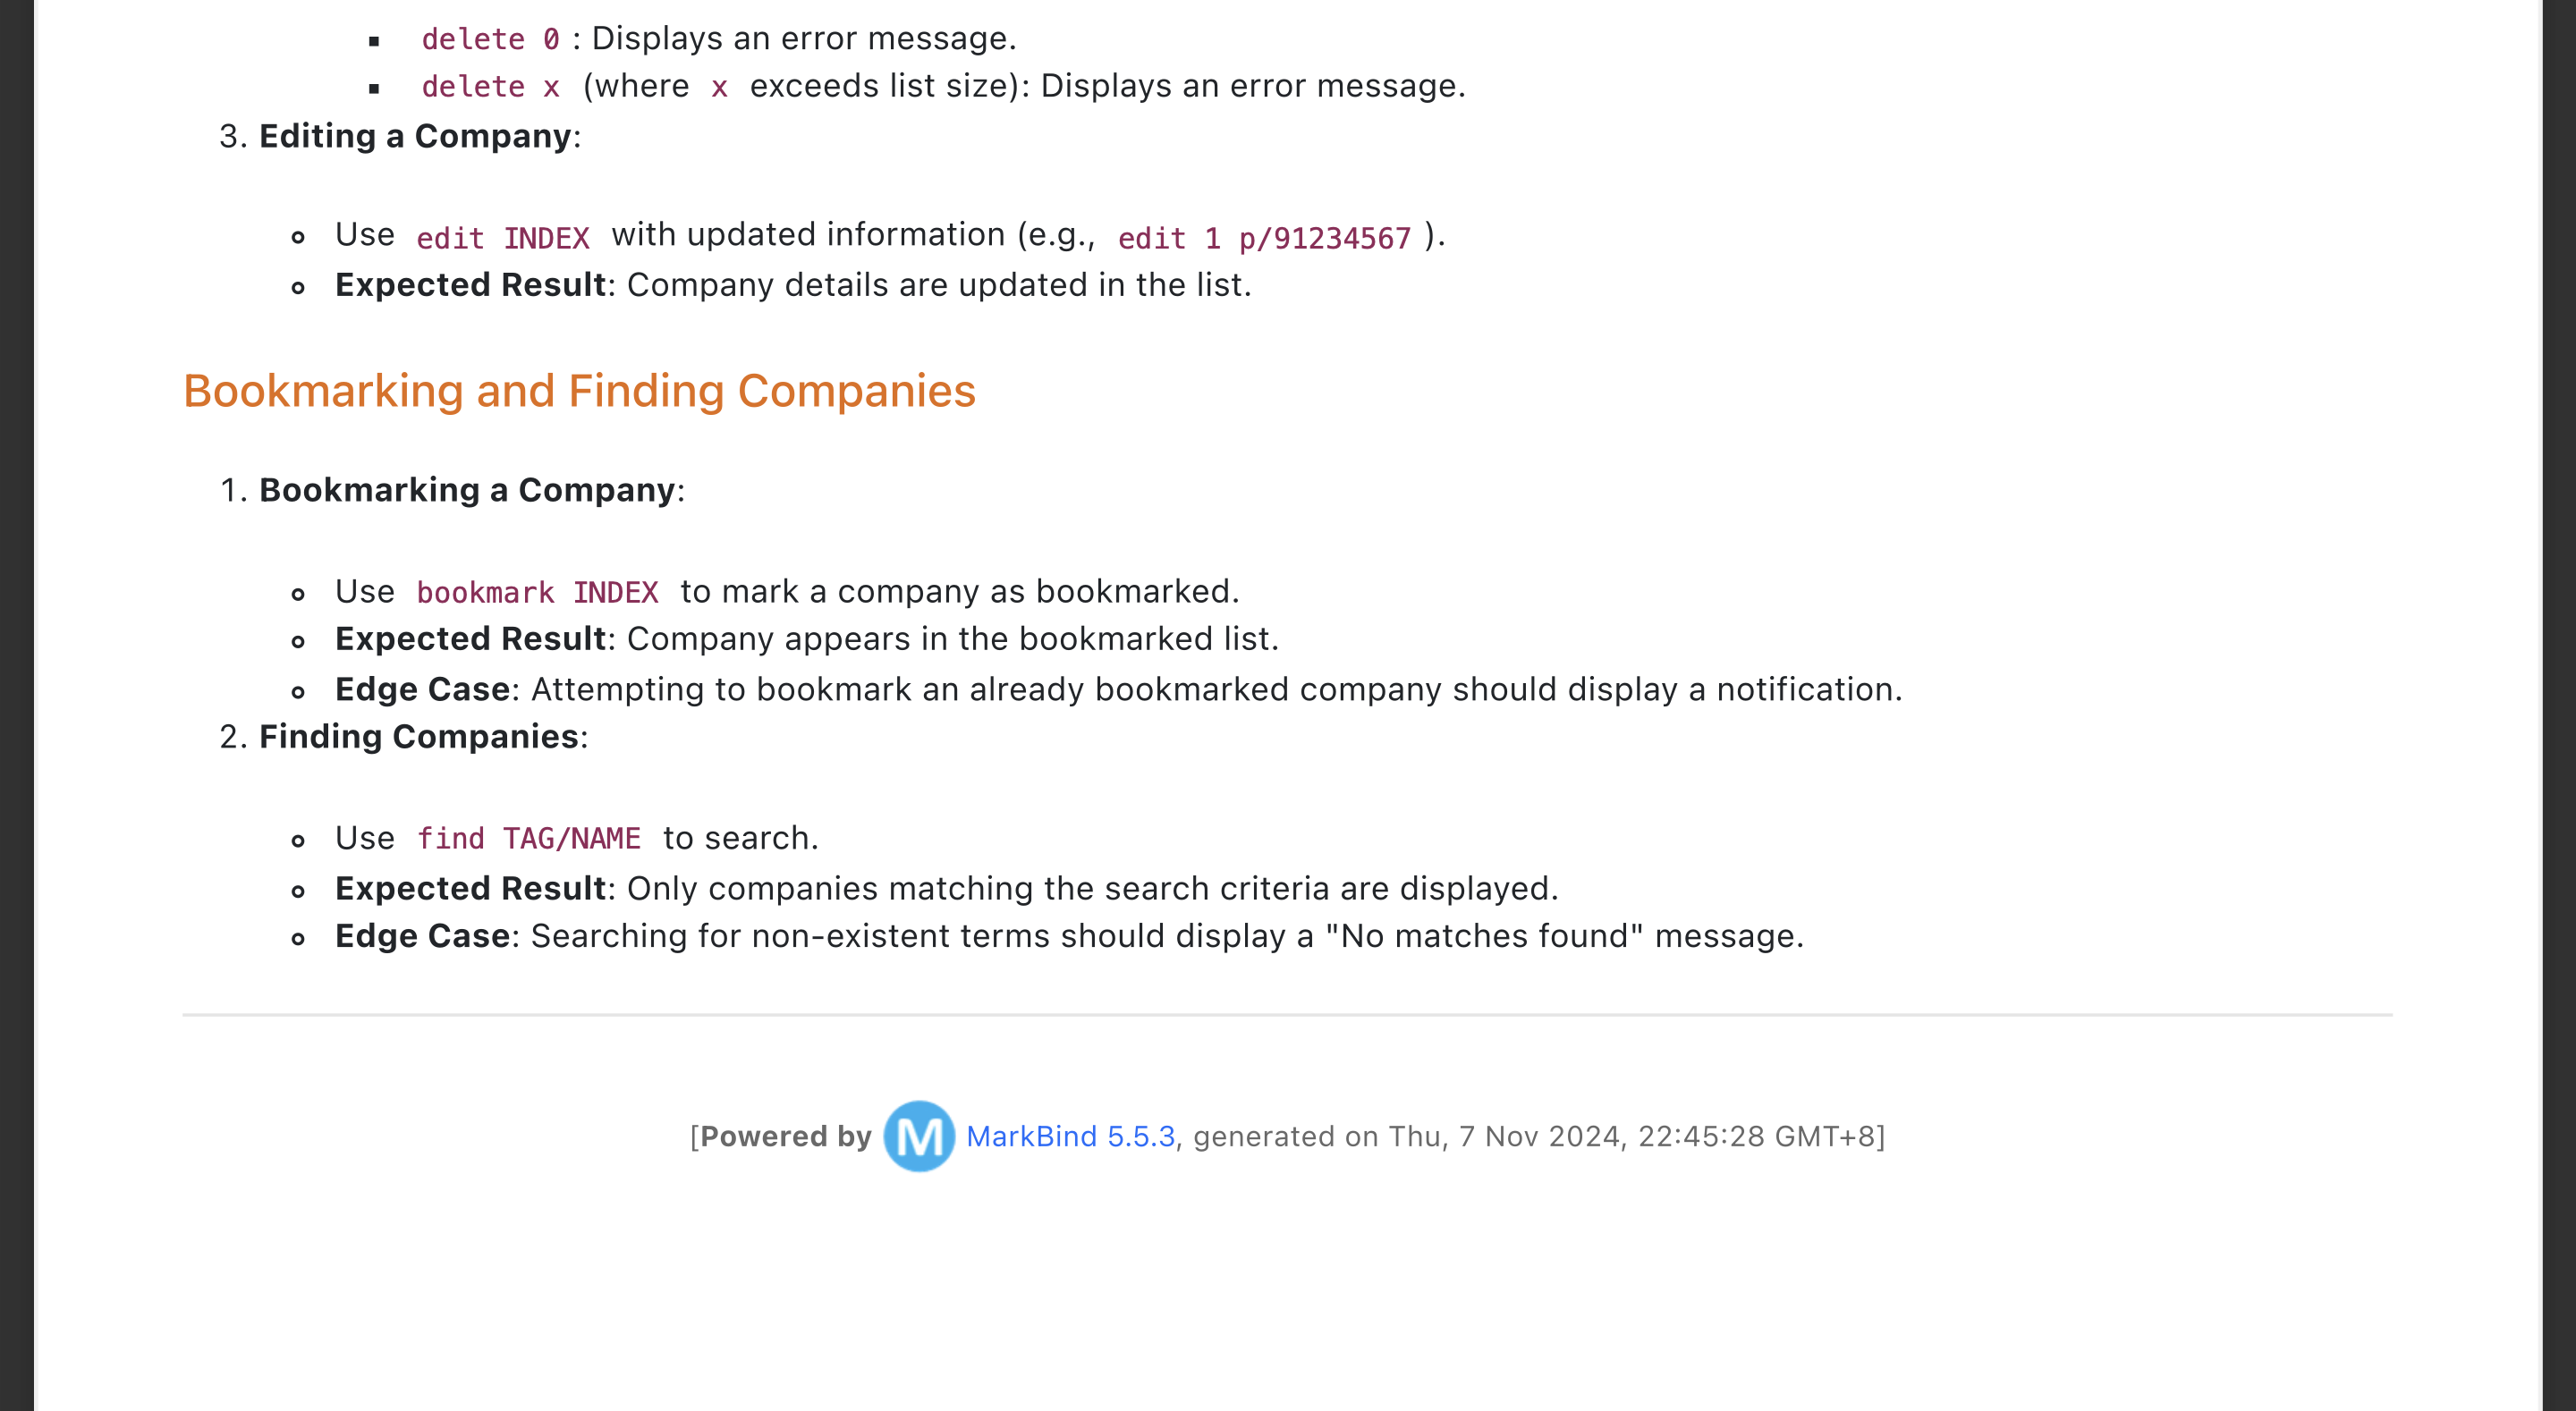 ▪ delete 0 : Displays an error message.
▪ delete x (where x exceeds list size): Displays an error message.
3. Editing a Company:
Use edit INDEX with updated information (e.g., edit 1 p/91234567 ).
Expected Result: Company details are updated in the list.
Bookmarking and Finding Companies
1. Bookmarking a Company:
Use bookmark INDEX to mark a company as bookmarked.
Expected Result: Company appears in the bookmarked list.
Edge Case: Attempting to bookmark an already bookmarked company should display a notification.
2. Finding Companies:
Use find TAG/NAME to search.
Expected Result: Only companies matching the search criteria are displayed.
Edge Case: Searching for non-existent terms should display a "No matches found" message.
[Powered by M MarkBind 5.5.3, generated on Thu, 7 Nov 2024, 22:45:28 GMT+8]